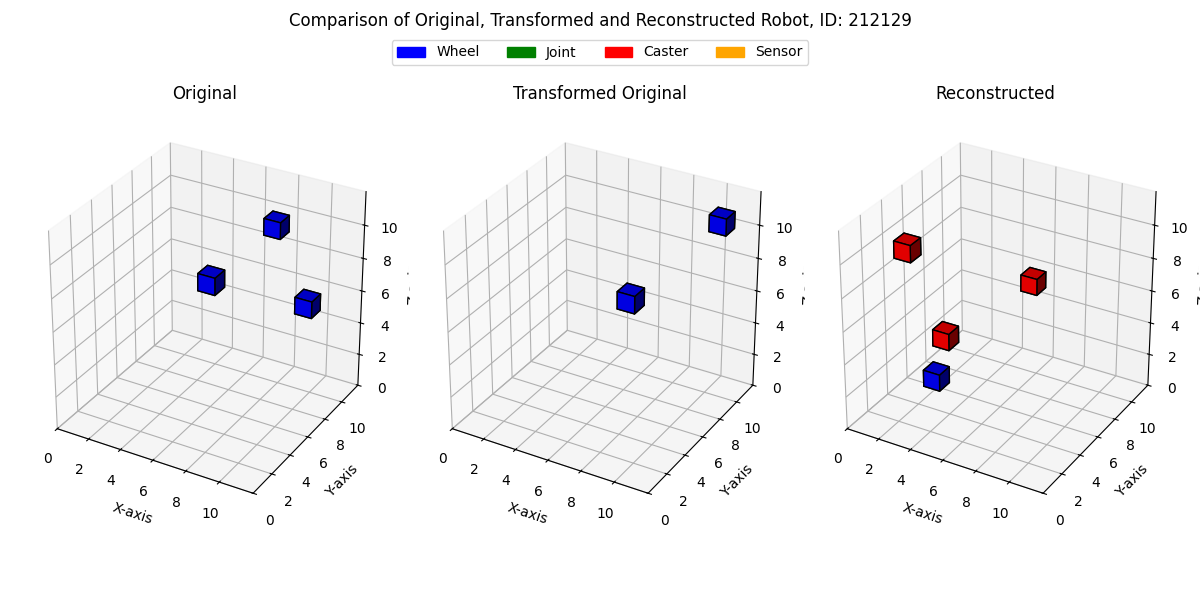 Comparison of Original, Transformed and Reconstructed Robot, ID: 212129
Wheel Joint Caster Sensor
Original Transformed Original Reconstructed
10 10 10
8 8 8
6 6 6
4 4 4
2 2 2
0 0 0
10 10 10
8 8 8
6 6 6
4 4 4
2 2 2
0 0 0
0 2 4 6 8 10 0 2 4 6 8 10 0 2 4 6 8 10
X-axis Y-axis X-axis Y-axis X-axis Y-axis